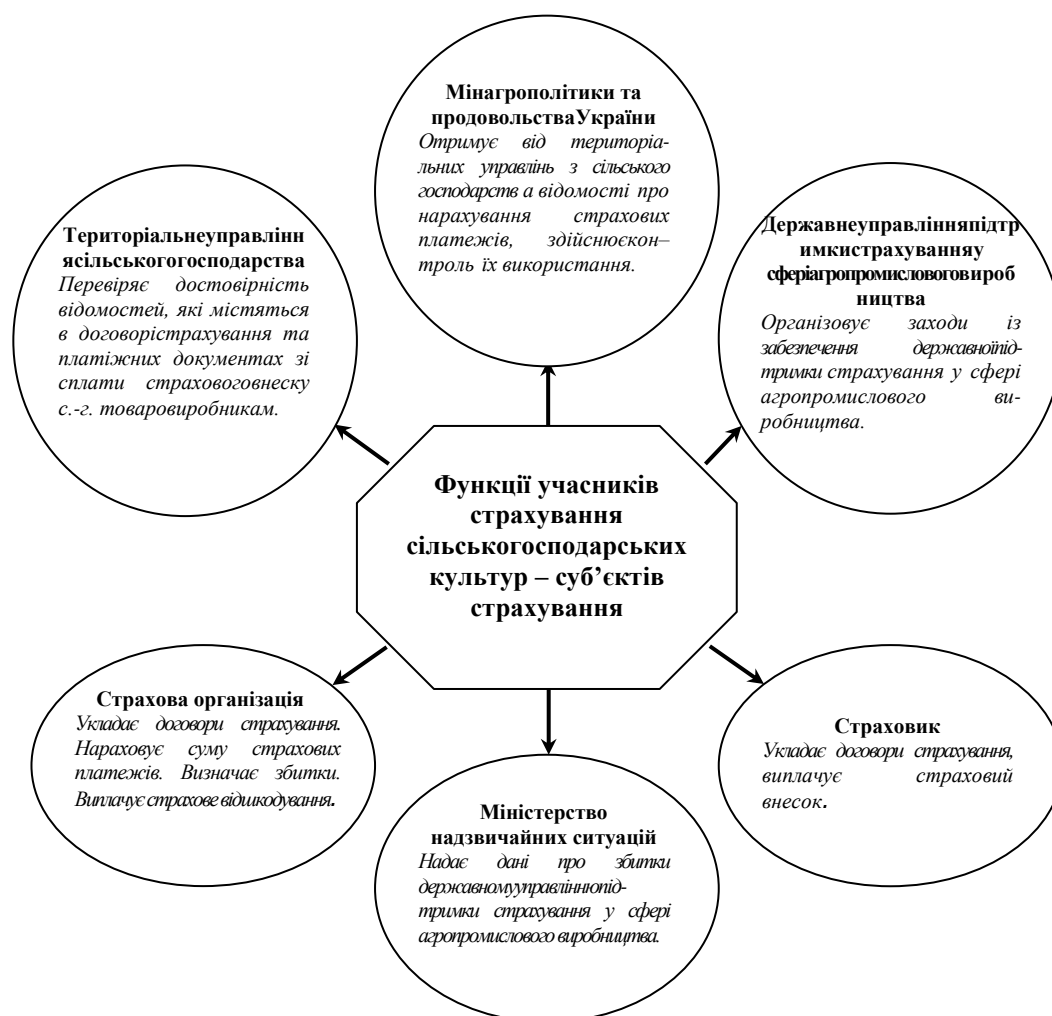 Мінагрополітики та
продовольстваУкраїни
Отримує від територіа-
льних управлінь з сільського
господарств а відомості про
нарахування страхових
платежів, здійснюєкон–
троль їх використання.
Територіальнеуправлінн
ясільськогогосподарства
Перевіряє достовірність
відомостей, які містяться
в договорістрахування та
платіжних документах зі
сплати страховоговнеску
с.-г. товаровиробникам.
Державнеуправлінняпідтр
имкистрахуванняу
сферіагропромисловоговироб
ництва
Організовує заходи із
забезпечення державноїпід-
тримки страхування у сфері
агропромислового ви-
робництва.
Функції учасників
страхування
сільськогосподарських
культур – суб’єктів
страхування
Страхова організація
Укладає договори страхування.
Нараховує суму страхових
платежів. Визначає збитки.
Виплачує страхове відшкодування.
Міністерство
надзвичайних ситуацій
Надає дані про збитки
державномууправліннюпід-
тримки страхування у сфері
агропромислового виробництва.
Страховик
Укладає договори страхування,
виплачує страховий
внесок.